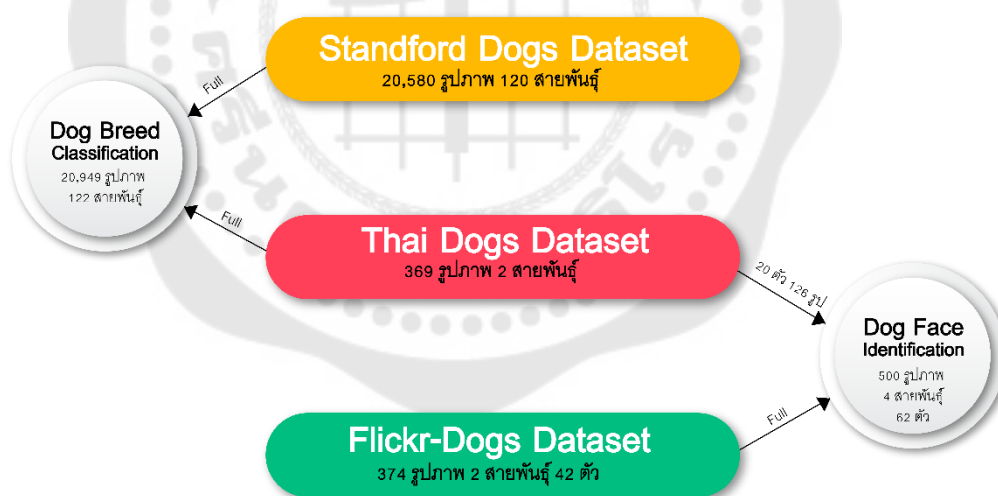 Standford Dogs Dataset
20,580 รูปภาพ 120 สายพันธุ์
Full
Dog Breed
Classification
20,949 รูปภาพ
122 สายพันธุ์
Full
Thai Dogs Dataset
369 รูปภาพ 2 สายพันธุ์
20 ตัว 126 รูป
Dog Face
Identification
500 รูปภาพ
4 สายพันธุ์
62 ตัว
Full
Flickr-Dogs Dataset
374 รูปภาพ 2 สายพันธุ์ 42 ตัว